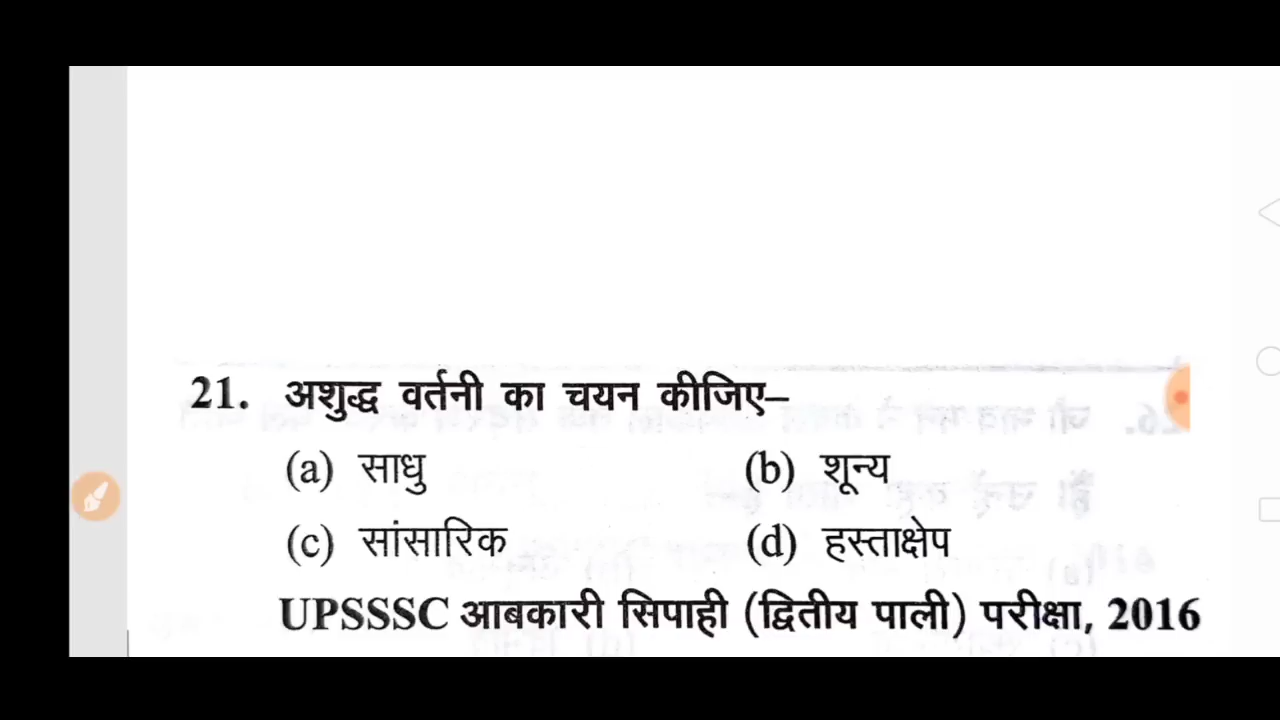 21. अशुद्ध वर्तनी का चयन कीजिए–
(a) साधु (b) शून्य
(c) सांसारिक (d) हस्ताक्षेप
UPSSSC आबकारी सिपाही (द्वितीय पाली) परीक्षा, 2016